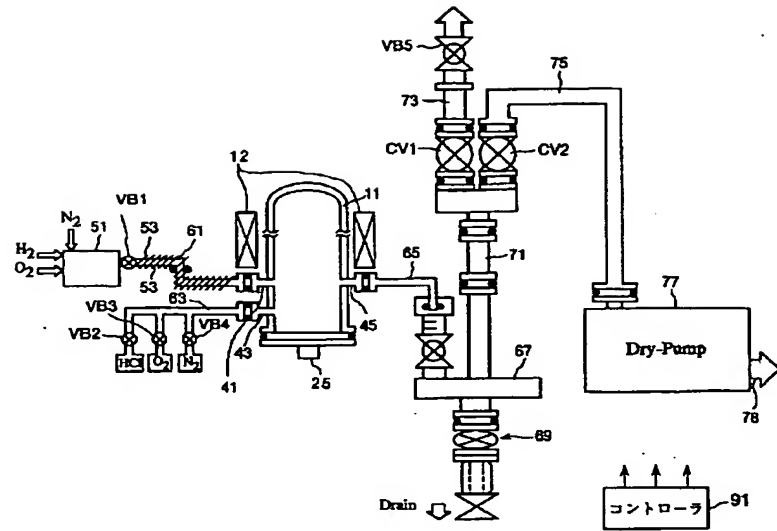 VB5
75
73
CV1
CV2
12
11
VB1
N2
51
53
61
H2
O2
53
65
71
VB3
63
VB4
77
VB2
45
43
HCl
O2
N2
41
25
67
Dry-Pump
78
69
Drain
コントローラ
91